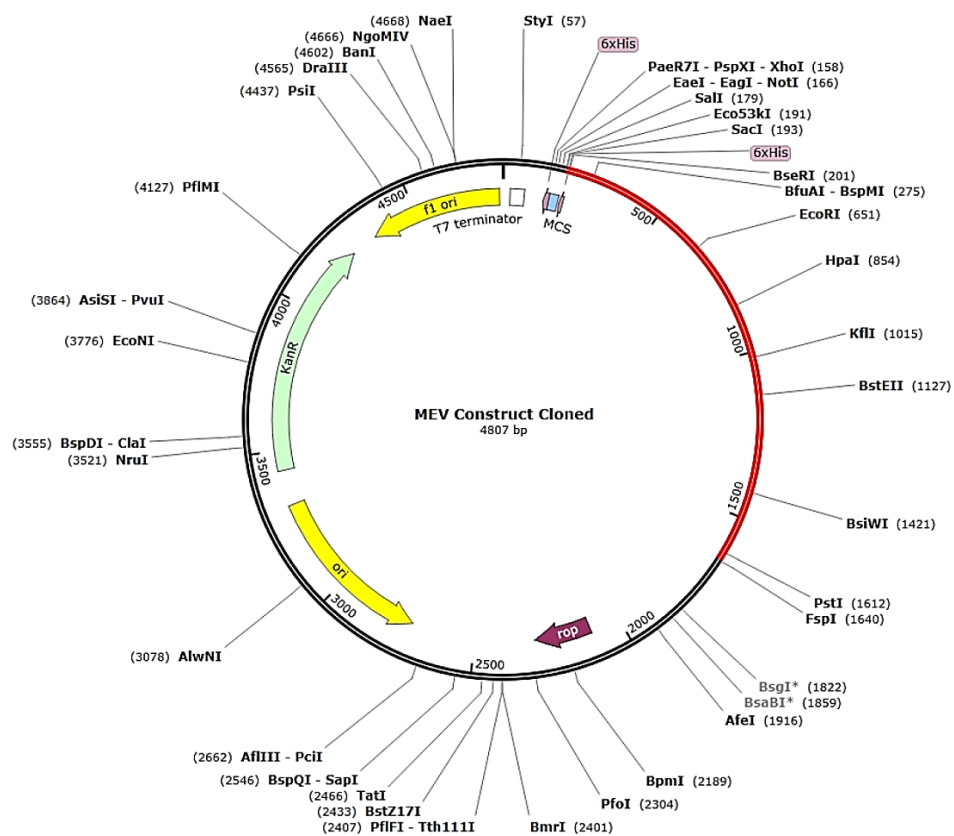 (4668) NaeI
StyI (57)
(4666) NgoMIV
(4602) BanI
(4565) DraIII
(4437) PsiI
6xHis
PaeR7I - PspXI - XhoI (158)
EaeI - EagI - NotI (166)
SalI (179)
Eco53kI (191)
SacI (193)
6xHis
BseRI (201)
BfuAI - BspMI (275)
EcoRI (651)
HpaI (854)
KflI (1015)
BstEII (1127)
BsiWI (1421)
PstI (1612)
FspI (1640)
BsgI* (1822)
BsaBI* (1859)
AfeI (1916)
BpmI (2189)
PfoI (2304)
BmrI (2401)
(2407) PflFI - Tth111I
(2433) BstZ17I
(2466) TatI
(2546) BspQI - SapI
(2662) AflIII - PciI
(3078) AlwNI
(3521) NruI
(3555) BspDI - ClaI
(3776) EcoNI
(3864) AsiSI - PvuI
(4127) PflMI
4500
f1 ori
T7 terminator
MCS
500
1000
1500
2000
2500
3000
3500
4000
KanR
ori
rop
MEV Construct Cloned
4807 bp